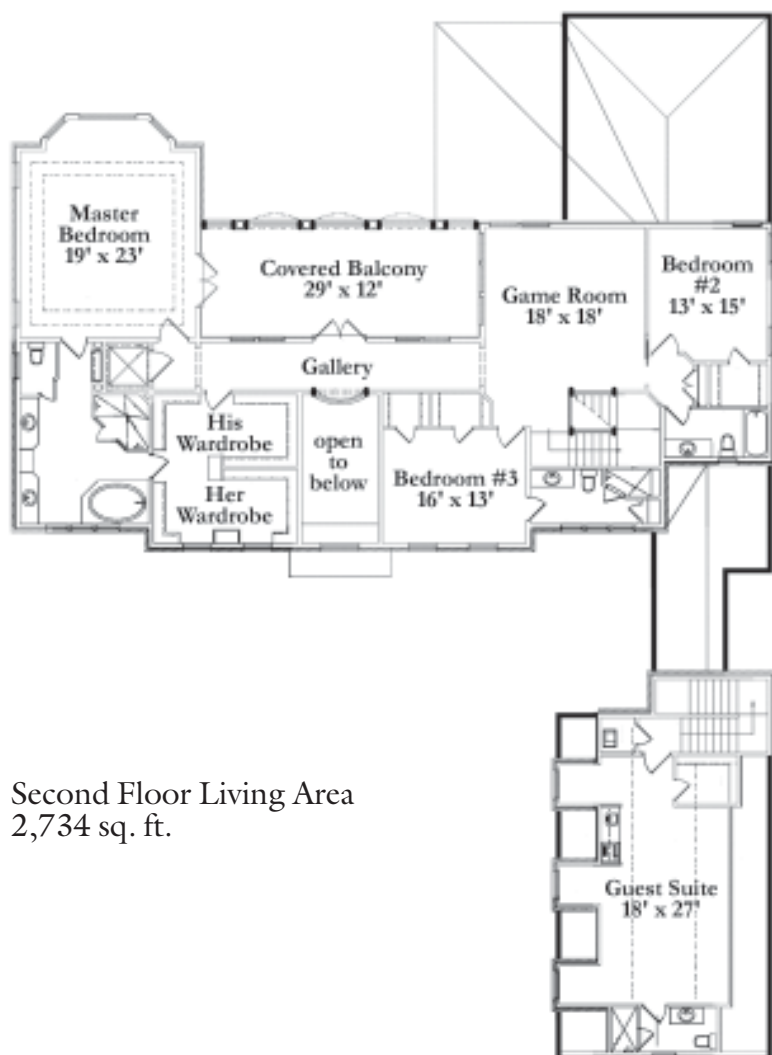 Master
Bedroom
19' x 23'
Covered Balcony
29' x 12'
Game Room
18' x 18'
Bedroom
#2
13' x 15'
Gallery
His
Wardrobe
open
to
below
Bedroom #3
16' x 13'
Her
Wardrobe
Second Floor Living Area
2,734 sq. ft.
Guest Suite
18' x 27'